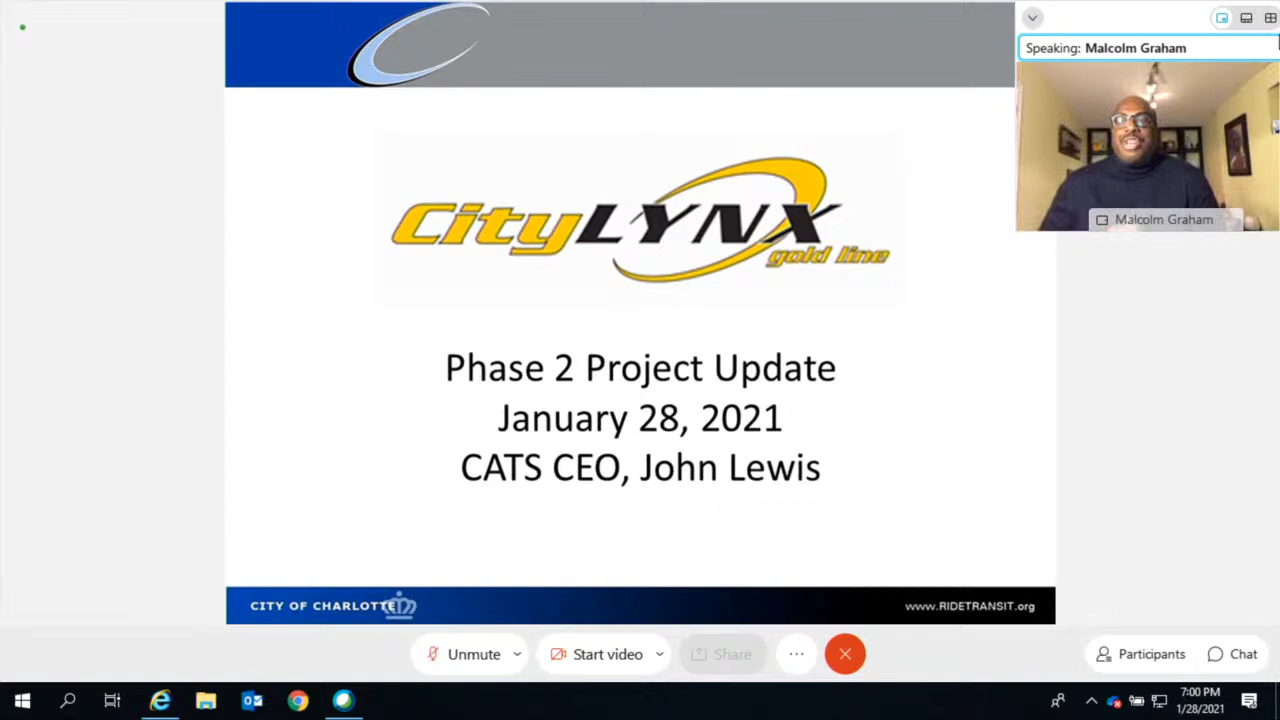 Speaking: Malcolm Graham
Malcolm Graham
CityLYNX
gold line
Phase 2 Project Update
January 28, 2021
CATS CEO, John Lewis
CITY OF CHARLOTTE
www.RIDETRANSIT.org
Unmute
Start video
Share
Participants
Chat
7:00 PM
1/28/2021